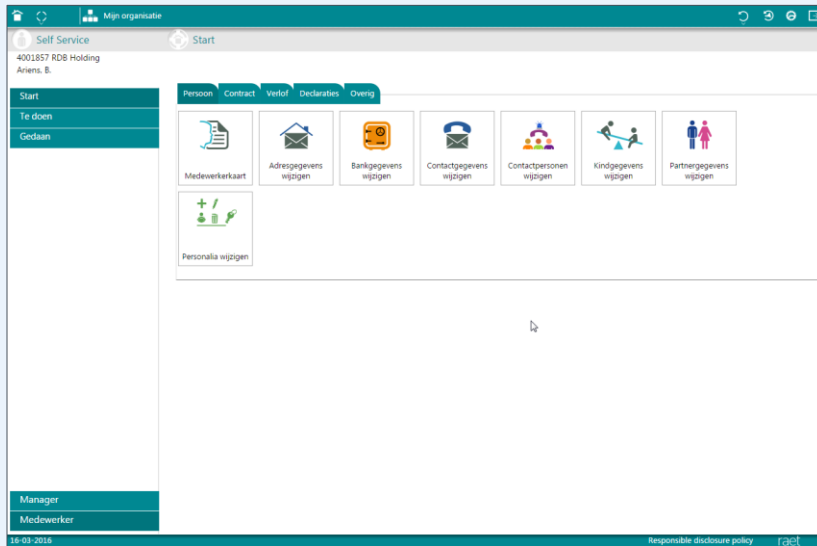 Mijn organisatie
Self Service
Start
4001857 RDB Holding
Ariens, B.
Start
Te doen
Gedaan
Persoon
Contract
Verlof
Declaraties
Overig
Medewerkerkaart
Adresgegevens
wijzigen
Bankgegevens
wijzigen
Contactgegevens
wijzigen
Contactpersonen
wijzigen
Kindgegevens
wijzigen
Partnergegevens
wijzigen
Personalia wijzigen
Manager
Medewerker
16-03-2016
Responsible disclosure policy
raet